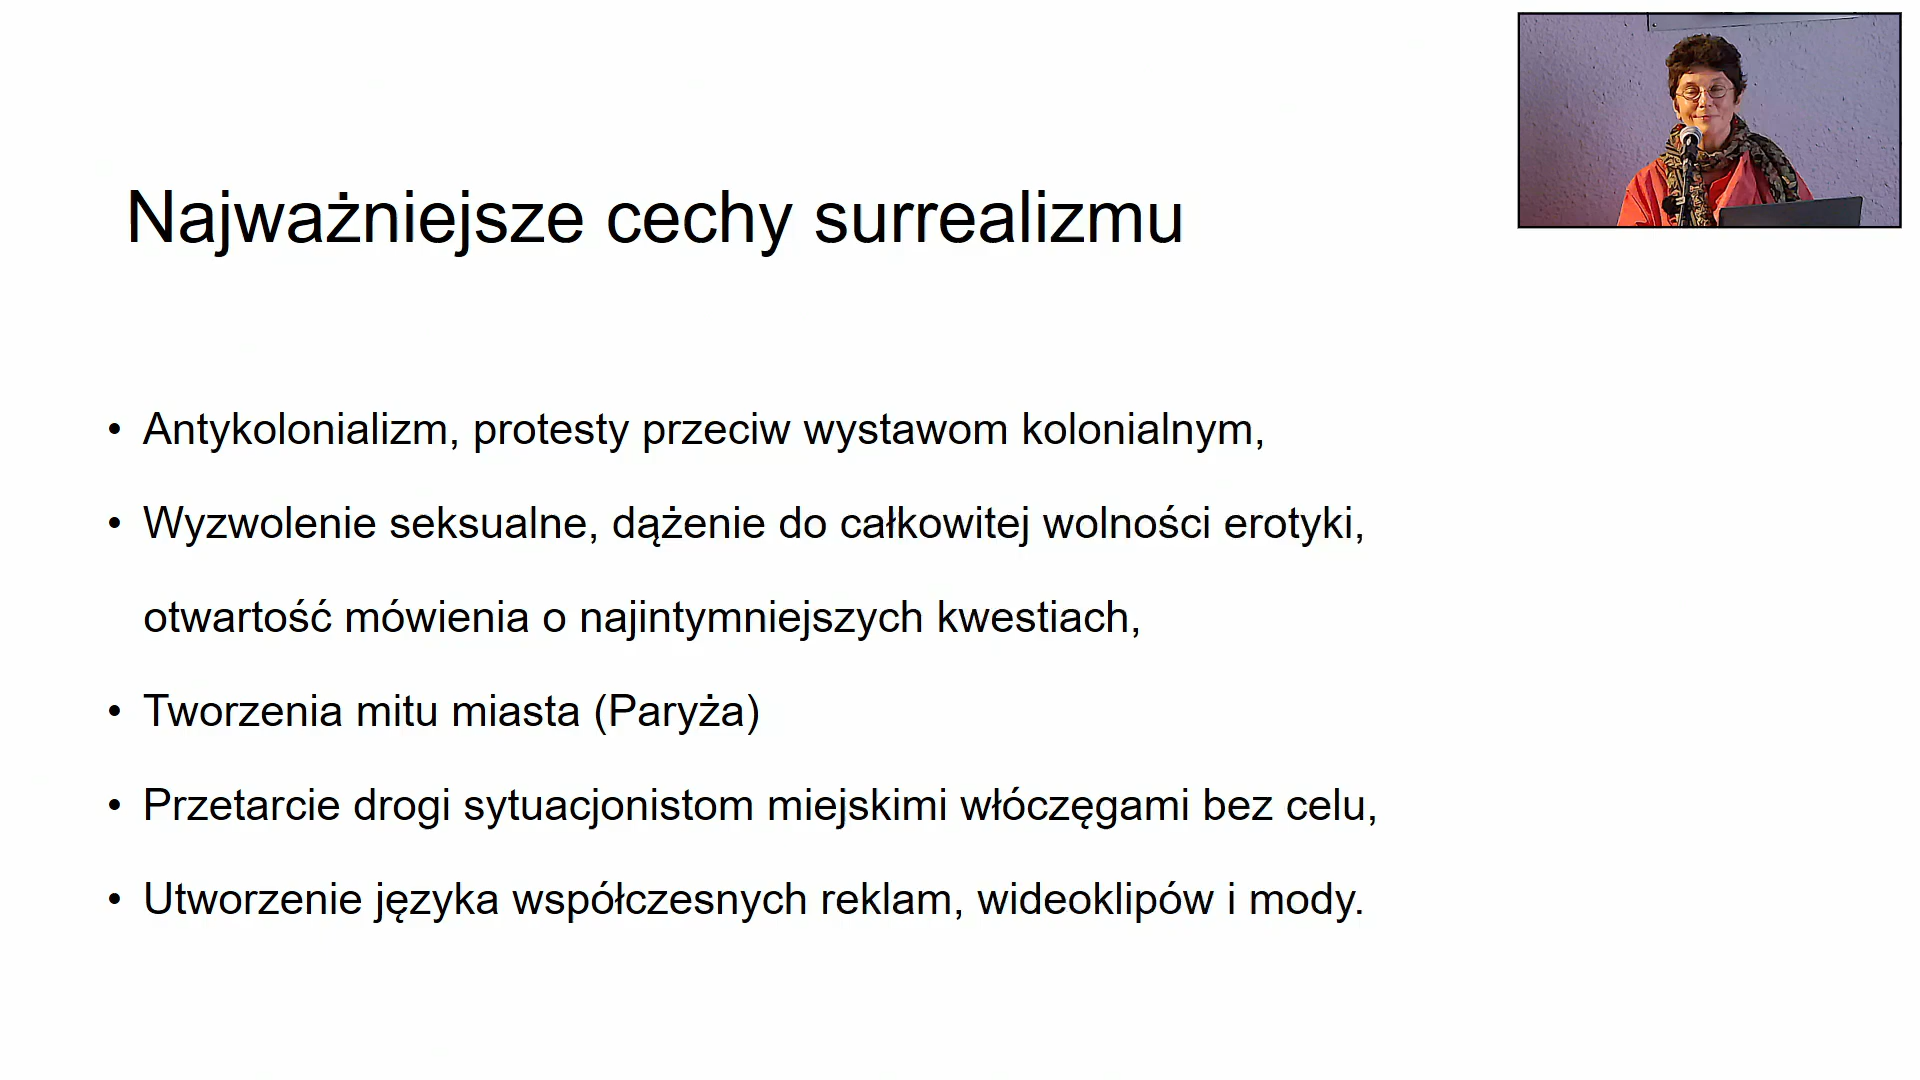 Najważniejsze cechy surrealizmu
• Antykolonializm, protesty przeciw wystawom kolonialnym,
• Wyzwolenie seksualne, dążenie do całkowitej wolności erotyki,
otwartość mówienia o najintymniejszych kwestiach,
• Tworzenia mitu miasta (Paryża)
• Przetarcie drogi sytuacjonistom miejskimi włóczęgami bez celu,
• Utworzenie języka współczesnych reklam, wideoklipów i mody.